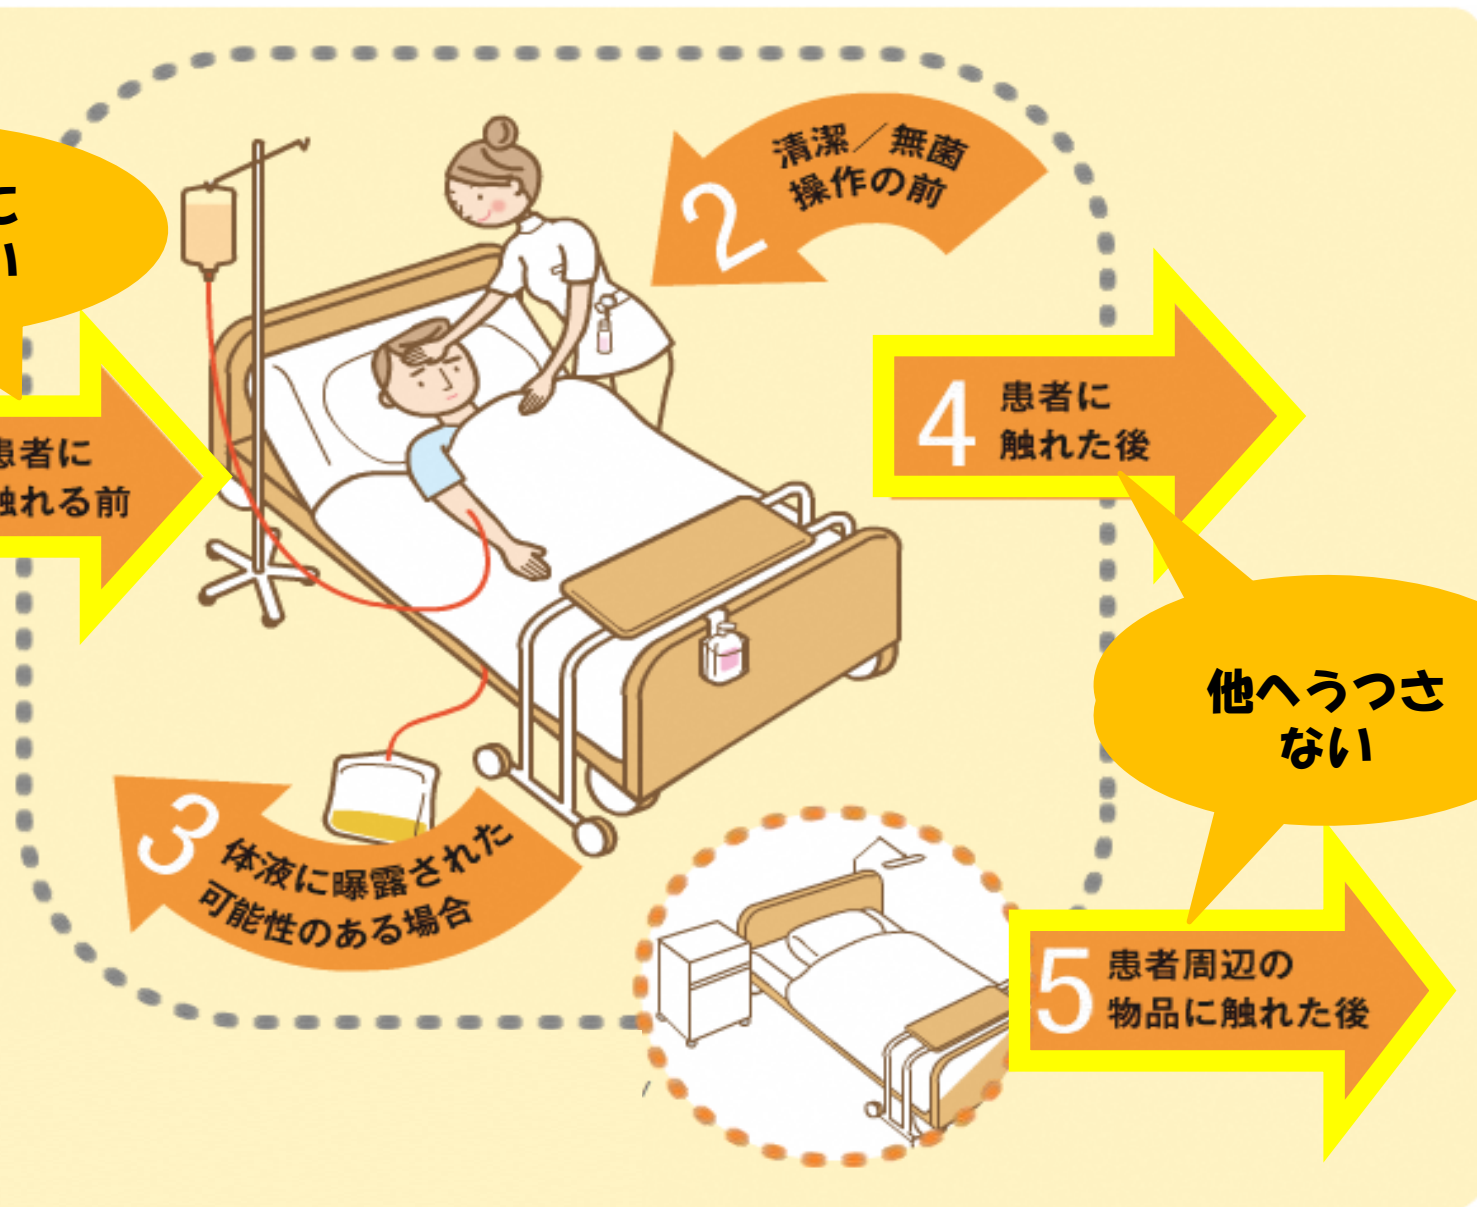 い
患者に
触れる前
2
清潔／無菌
操作の前
4
患者に
触れた後
他へうつさ
ない
3
体液に曝露された
可能性のある場合
5
患者周辺の
物品に触れた後